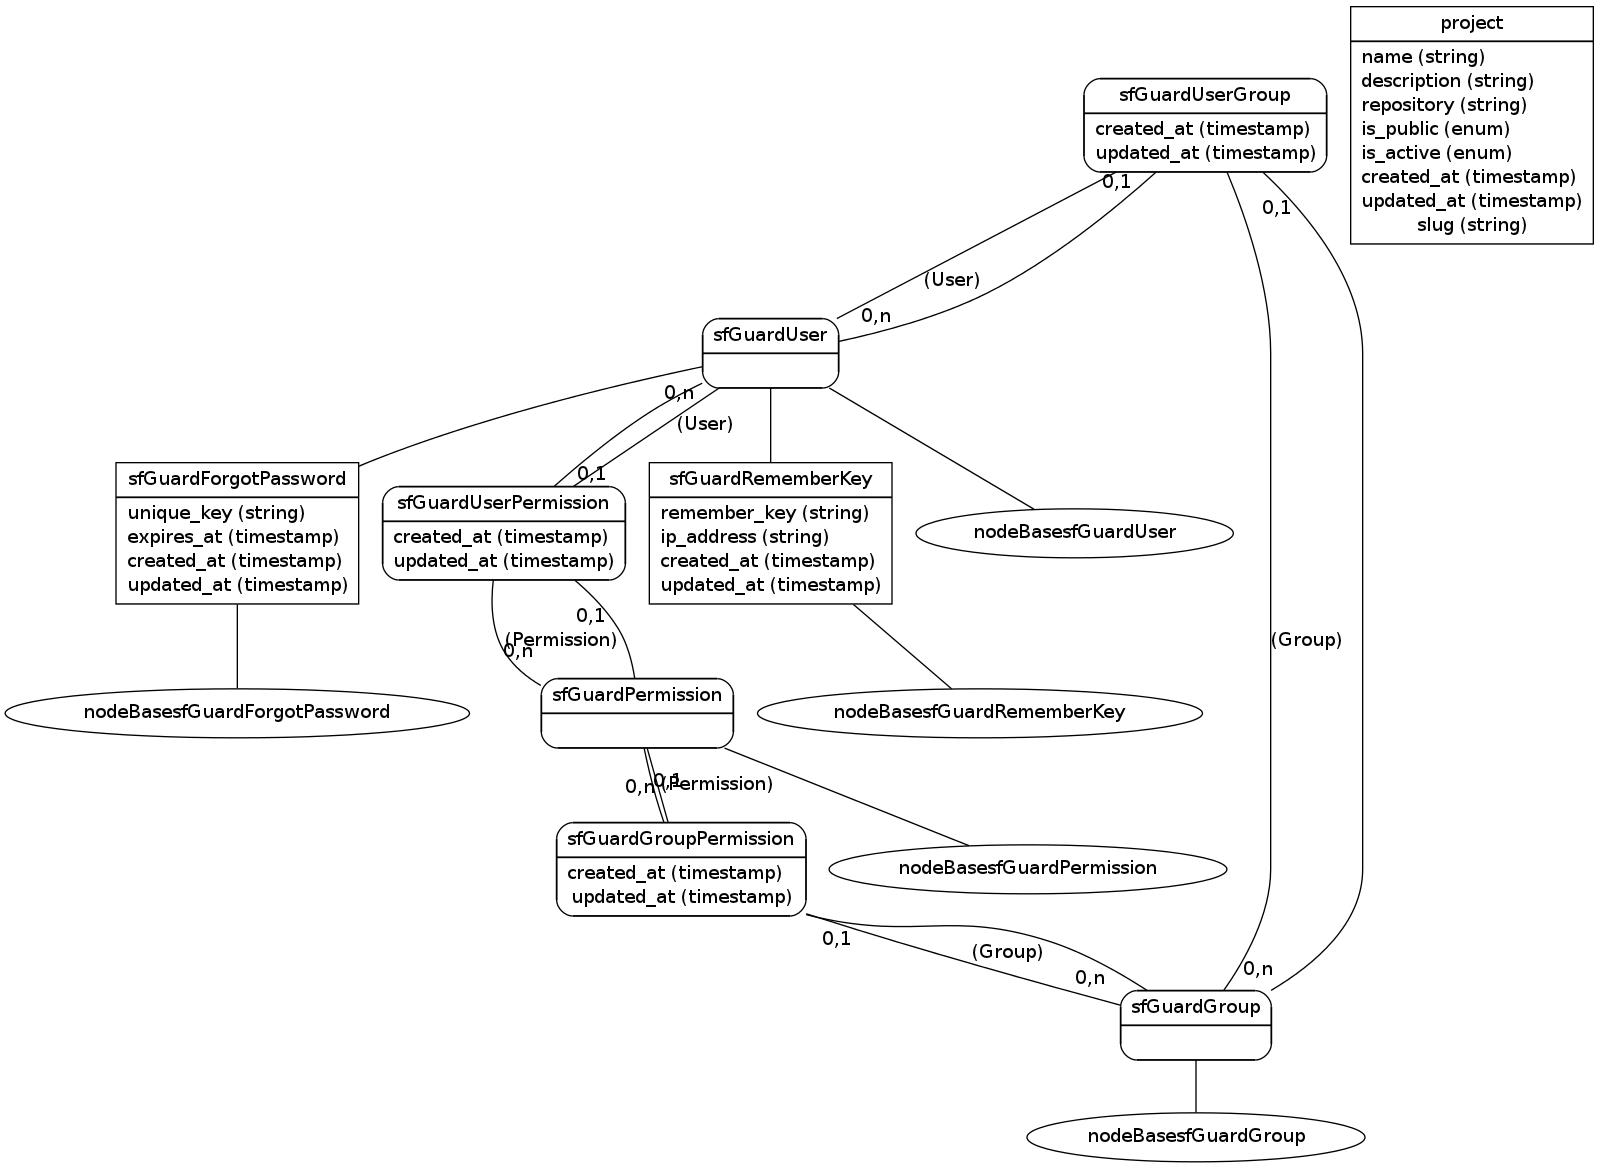 project
name (string)
description (string)
repository (string)
is_public (enum)
is_active (enum)
created_at (timestamp)
updated_at (timestamp)
slug (string)
sfGuardUserGroup
created_at (timestamp)
updated_at (timestamp)
0,1
0,1
(User)
0,n
sfGuardUser
0,n
(User)
0,1
sfGuardForgotPassword
unique_key (string)
expires_at (timestamp)
created_at (timestamp)
updated_at (timestamp)
sfGuardUserPermission
created_at (timestamp)
updated_at (timestamp)
sfGuardRememberKey
remember_key (string)
ip_address (string)
created_at (timestamp)
updated_at (timestamp)
nodeBasesfGuardUser
0,1
(Permission)
0,n
(Group)
nodeBasesfGuardForgotPassword
sfGuardPermission
nodeBasesfGuardRememberKey
0,n
0,1
(Permission)
sfGuardGroupPermission
created_at (timestamp)
updated_at (timestamp)
nodeBasesfGuardPermission
0,1
(Group)
0,n
0,n
sfGuardGroup
nodeBasesfGuardGroup